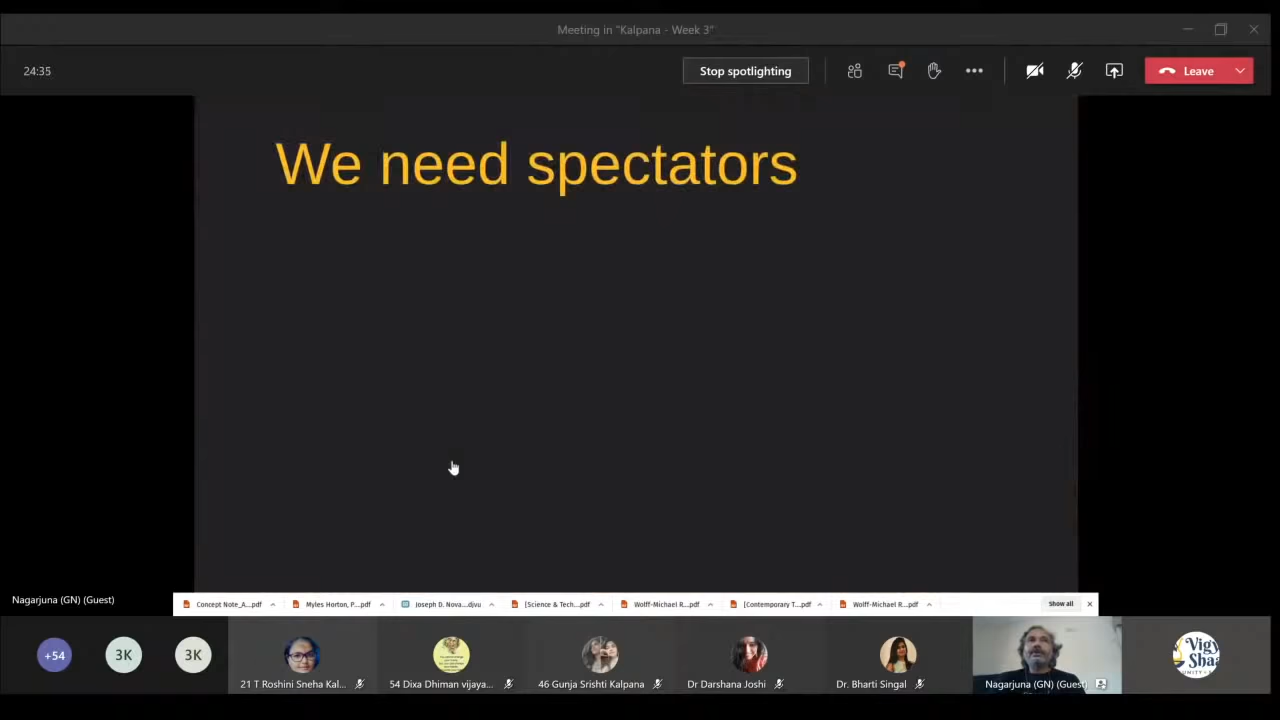 Meeting in "Kalpana - Week 3"
24:35
Stop spotlighting
Leave
We need spectators
Nagarjuna (GN) (Guest)
Concept Note_A....pdf
Myles Horton, P....pdf
Joseph D. Nova....djvu
[Science & Tech....pdf
Wolff-Michael R....pdf
[Contemporary T....pdf
Wolff-Michael R....pdf
Show all
+54
3K
3K
21 T Roshini Sneha Kal...
54 Dixa Dhiman vijaya...
46 Gunja Srishti Kalpana
Dr Darshana Joshi
Dr. Bharti Singal
Nagarjuna (GN) (Guest)
Vigy
Shaa
UNITY